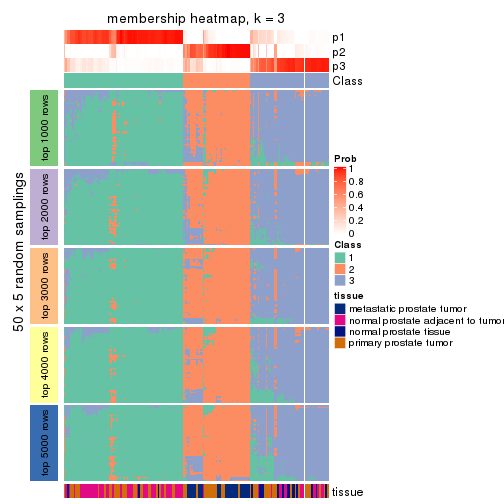 membership heatmap, k = 3
p1
p2
p3
Class
50 x 5 random samplings
top 1000 rows
top 2000 rows
top 3000 rows
top 4000 rows
top 5000 rows
Prob
1
0.8
0.6
0.4
0.2
0
Class
1
2
3
tissue
metastatic prostate tumor
normal prostate adjacent to tumor
normal prostate tissue
primary prostate tumor
tissue